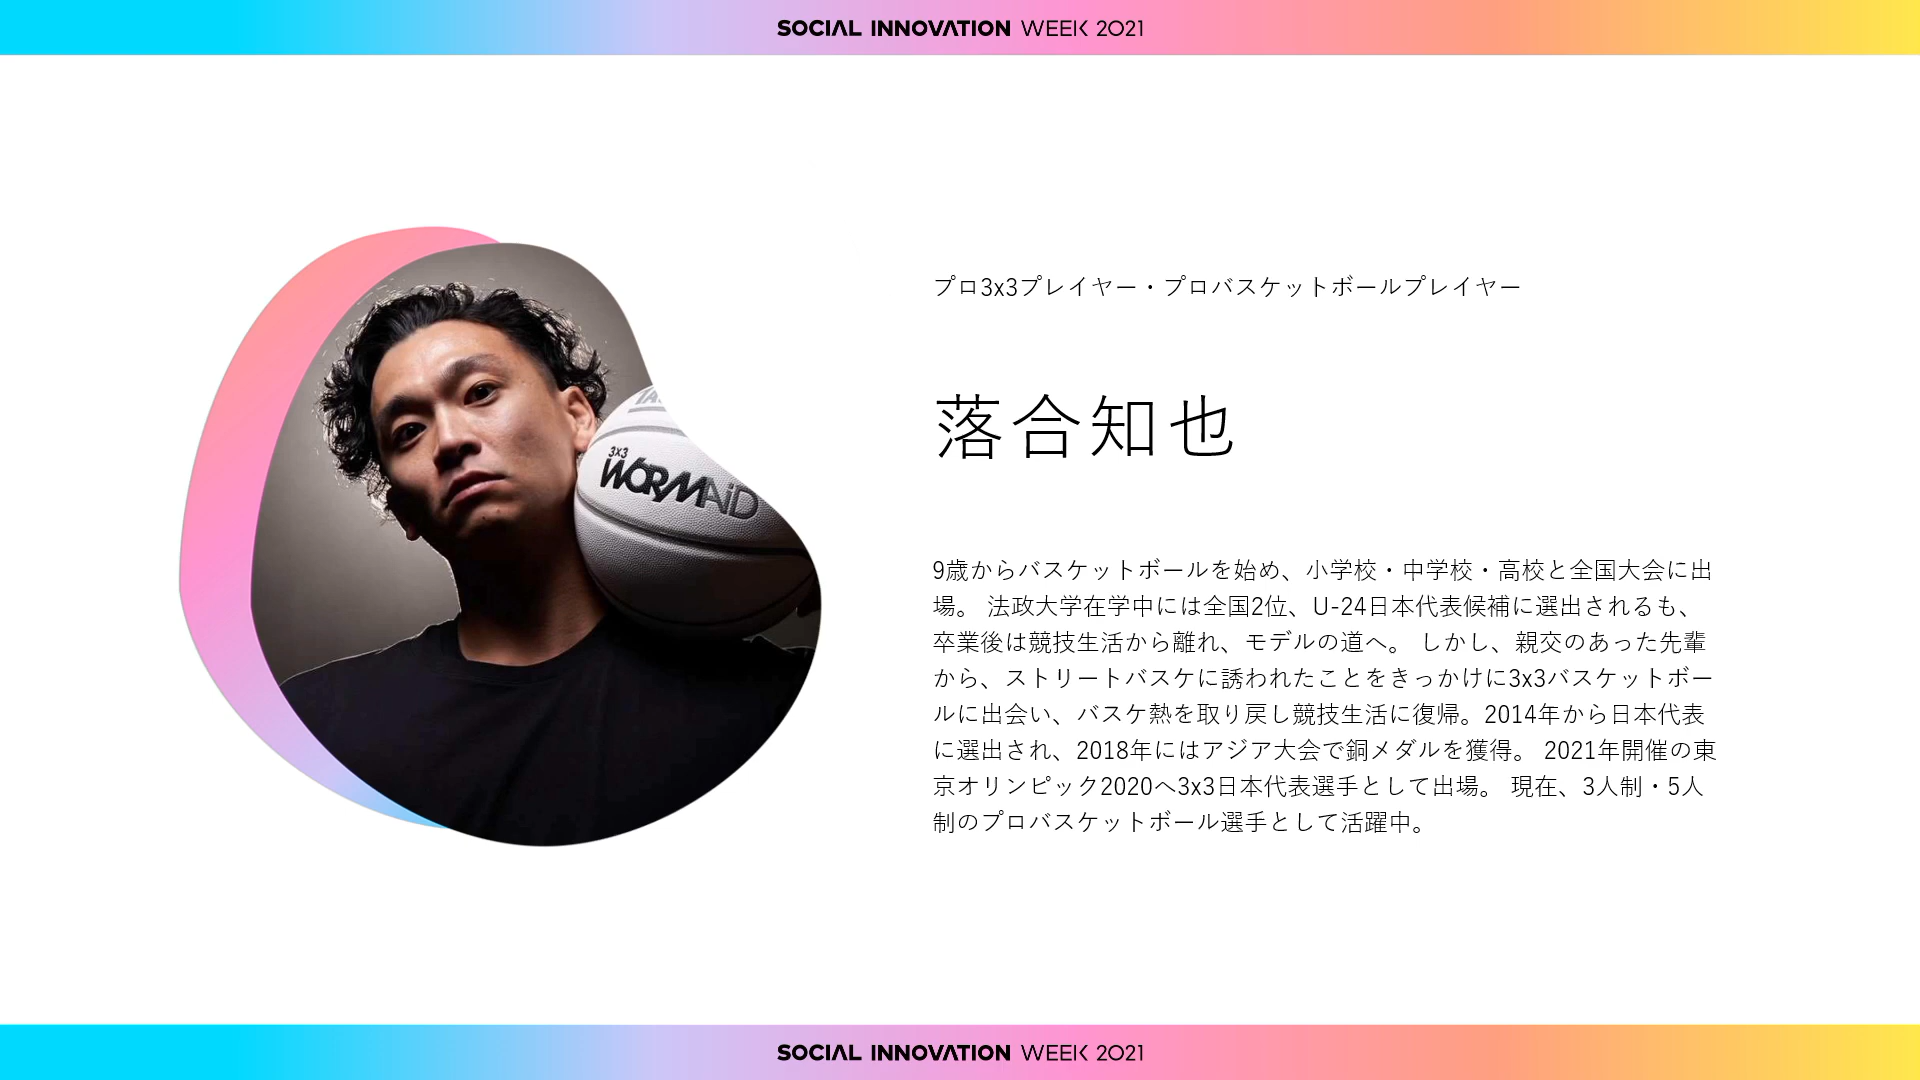 SOCIAL INNOVATION WEEK 2021
プロ3x3プレイヤー・プロバスケットボールプレイヤー
落合知也
3X3
WORMAiD
9歳からバスケットボールを始め、小学校・中学校・高校と全国大会に出
場。 法政大学在学中には全国2位、U-24日本代表候補に選出されるも、
卒業後は競技生活から離れ、モデルの道へ。 しかし、親交のあった先輩
から、ストリートバスケに誘われたことをきっかけに3x3バスケットボー
ルに出会い、バスケ熱を取り戻し競技生活に復帰。2014年から日本代表
に選出され、2018年にはアジア大会で銅メダルを獲得。 2021年開催の東
京オリンピック2020へ3x3日本代表選手として出場。 現在、3人制・5人
制のプロバスケットボール選手として活躍中。
SOCIAL INNOVATION WEEK 2021